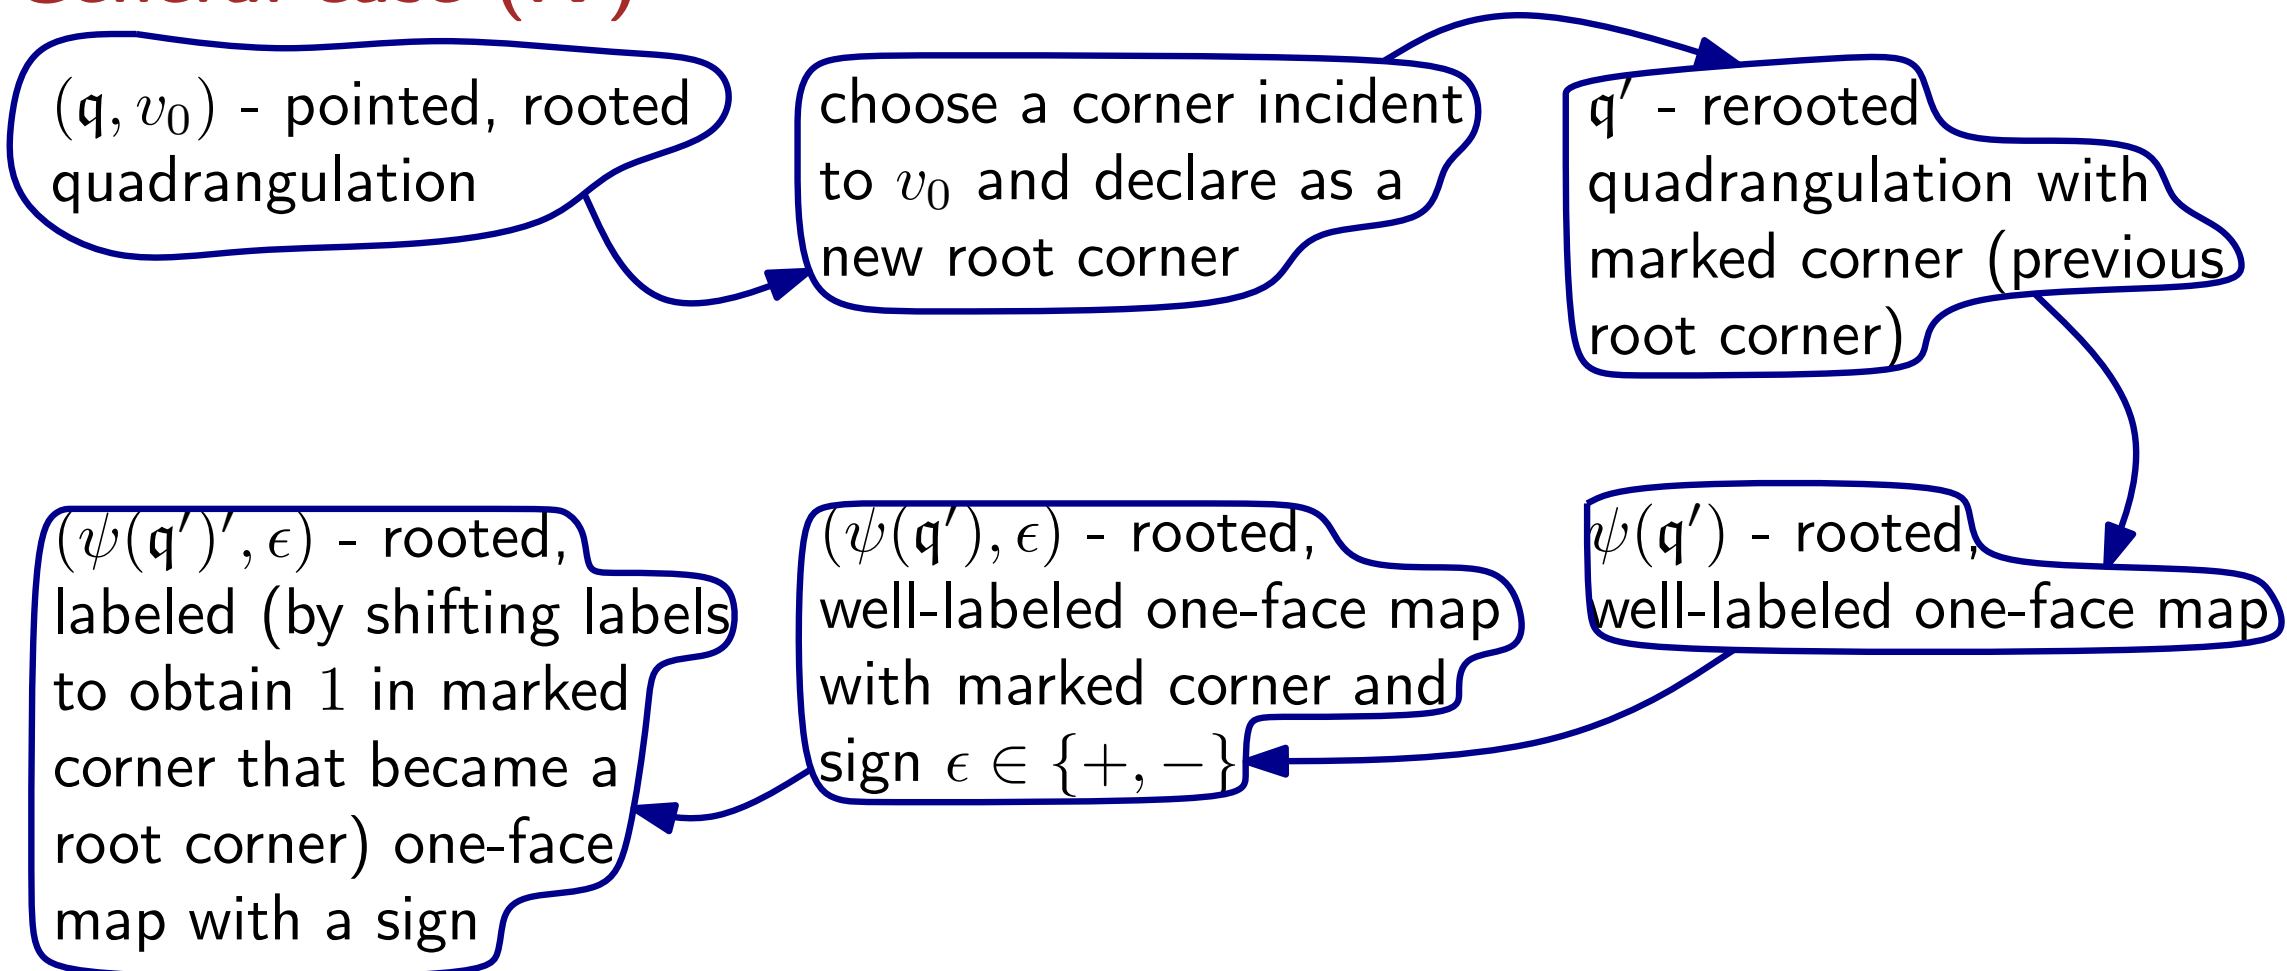 General case (IV)
(𝔮, v₀) - pointed, rooted
quadrangulation
choose a corner incident
to v₀ and declare as a
new root corner
𝔮′ - rerooted
quadrangulation with
marked corner (previous
root corner)
ψ(𝔮′) - rooted,
well-labeled one-face map
(ψ(𝔮′), ϵ) - rooted,
well-labeled one-face map
with marked corner and
sign ϵ ∈ {+, −}
(ψ(𝔮′)′, ϵ) - rooted,
labeled (by shifting labels
to obtain 1 in marked
corner that became a
root corner) one-face
map with a sign